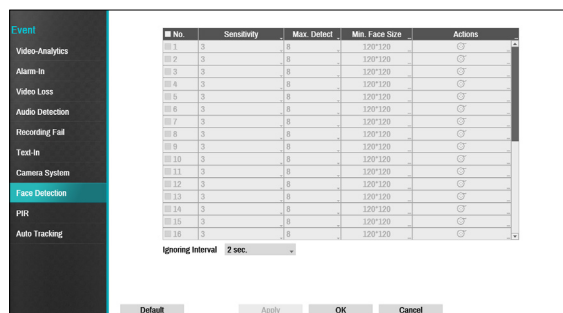 Event
Video-Analytics
Alarm-In
Video Loss
Audio Detection
Recording Fail
Text-In
Camera System
Face Detection
PIR
Auto Tracking
No. Sensitivity Max. Detect Min. Face Size Actions
1 3 8 120*120
2 3 8 120*120
3 3 8 120*120
4 3 8 120*120
5 3 8 120*120
6 3 8 120*120
7 3 8 120*120
8 3 8 120*120
9 3 8 120*120
10 3 8 120*120
11 3 8 120*120
12 3 8 120*120
13 3 8 120*120
14 3 8 120*120
15 3 8 120*120
16 3 8 120*120
Ignoring Interval 2 sec.
Default Apply OK Cancel